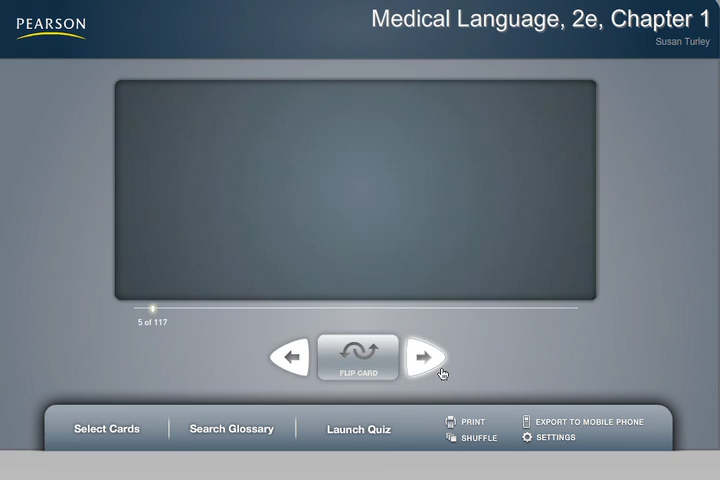 PEARSON
Medical Language, 2e, Chapter 1
Susan Turley
5 of 117
FLIP CARD
Select Cards
Search Glossary
Launch Quiz
PRINT
EXPORT TO MOBILE PHONE
SHUFFLE
SETTINGS